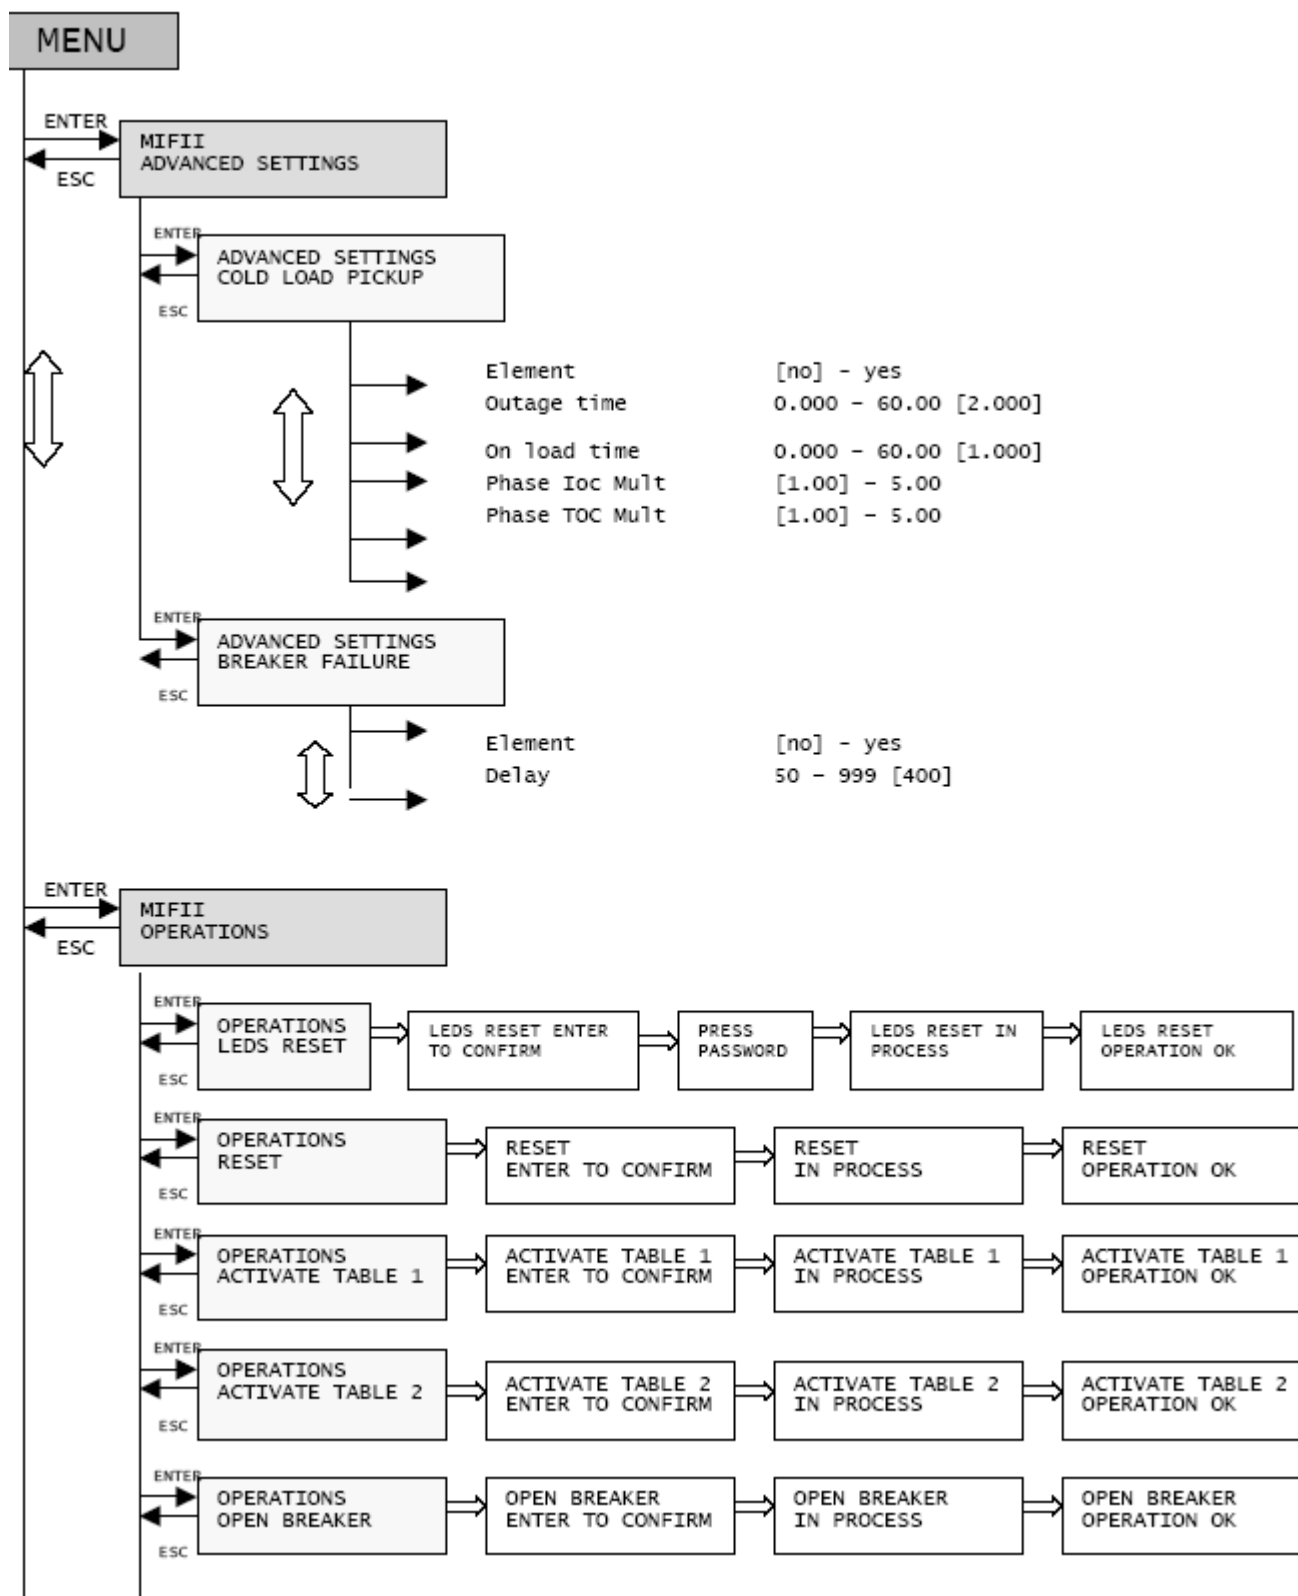 MENU
ENTER
MIFII
ADVANCED SETTINGS
ESC
ENTER
ADVANCED SETTINGS
COLD LOAD PICKUP
ESC
Element [no] - yes
Outage time 0.000 – 60.00 [2.000]
On load time 0.000 – 60.00 [1.000]
Phase Ioc Mult [1.00] – 5.00
Phase TOC Mult [1.00] – 5.00
ENTER
ADVANCED SETTINGS
BREAKER FAILURE
ESC
Element [no] - yes
Delay 50 – 999 [400]
ENTER
MIFII
OPERATIONS
ESC
ENTER
OPERATIONS
LEDS RESET
ESC
LEDS RESET ENTER
TO CONFIRM
PRESS
PASSWORD
LEDS RESET IN
PROCESS
LEDS RESET
OPERATION OK
ENTER
OPERATIONS
RESET
ESC
RESET
ENTER TO CONFIRM
RESET
IN PROCESS
RESET
OPERATION OK
ENTER
OPERATIONS
ACTIVATE TABLE 1
ESC
ACTIVATE TABLE 1
ENTER TO CONFIRM
ACTIVATE TABLE 1
IN PROCESS
ACTIVATE TABLE 1
OPERATION OK
ENTER
OPERATIONS
ACTIVATE TABLE 2
ESC
ACTIVATE TABLE 2
ENTER TO CONFIRM
ACTIVATE TABLE 2
IN PROCESS
ACTIVATE TABLE 2
OPERATION OK
ENTER
OPERATIONS
OPEN BREAKER
ESC
OPEN BREAKER
ENTER TO CONFIRM
OPEN BREAKER
IN PROCESS
OPEN BREAKER
OPERATION OK